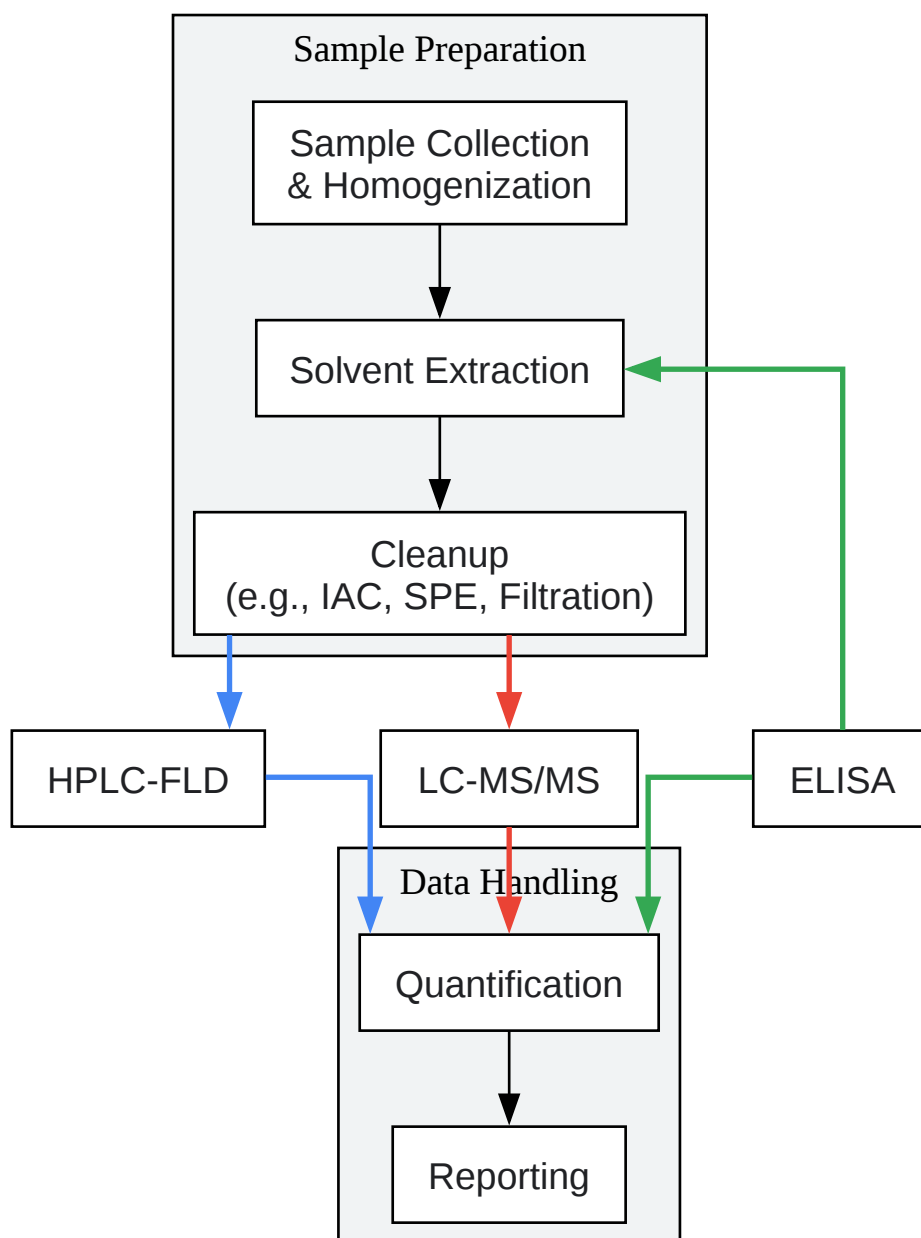 Sample Preparation
Sample Collection
& Homogenization
Solvent Extraction
Cleanup
(e.g., IAC, SPE, Filtration)
HPLC-FLD
LC-MS/MS
ELISA
Data Handling
Quantification
Reporting